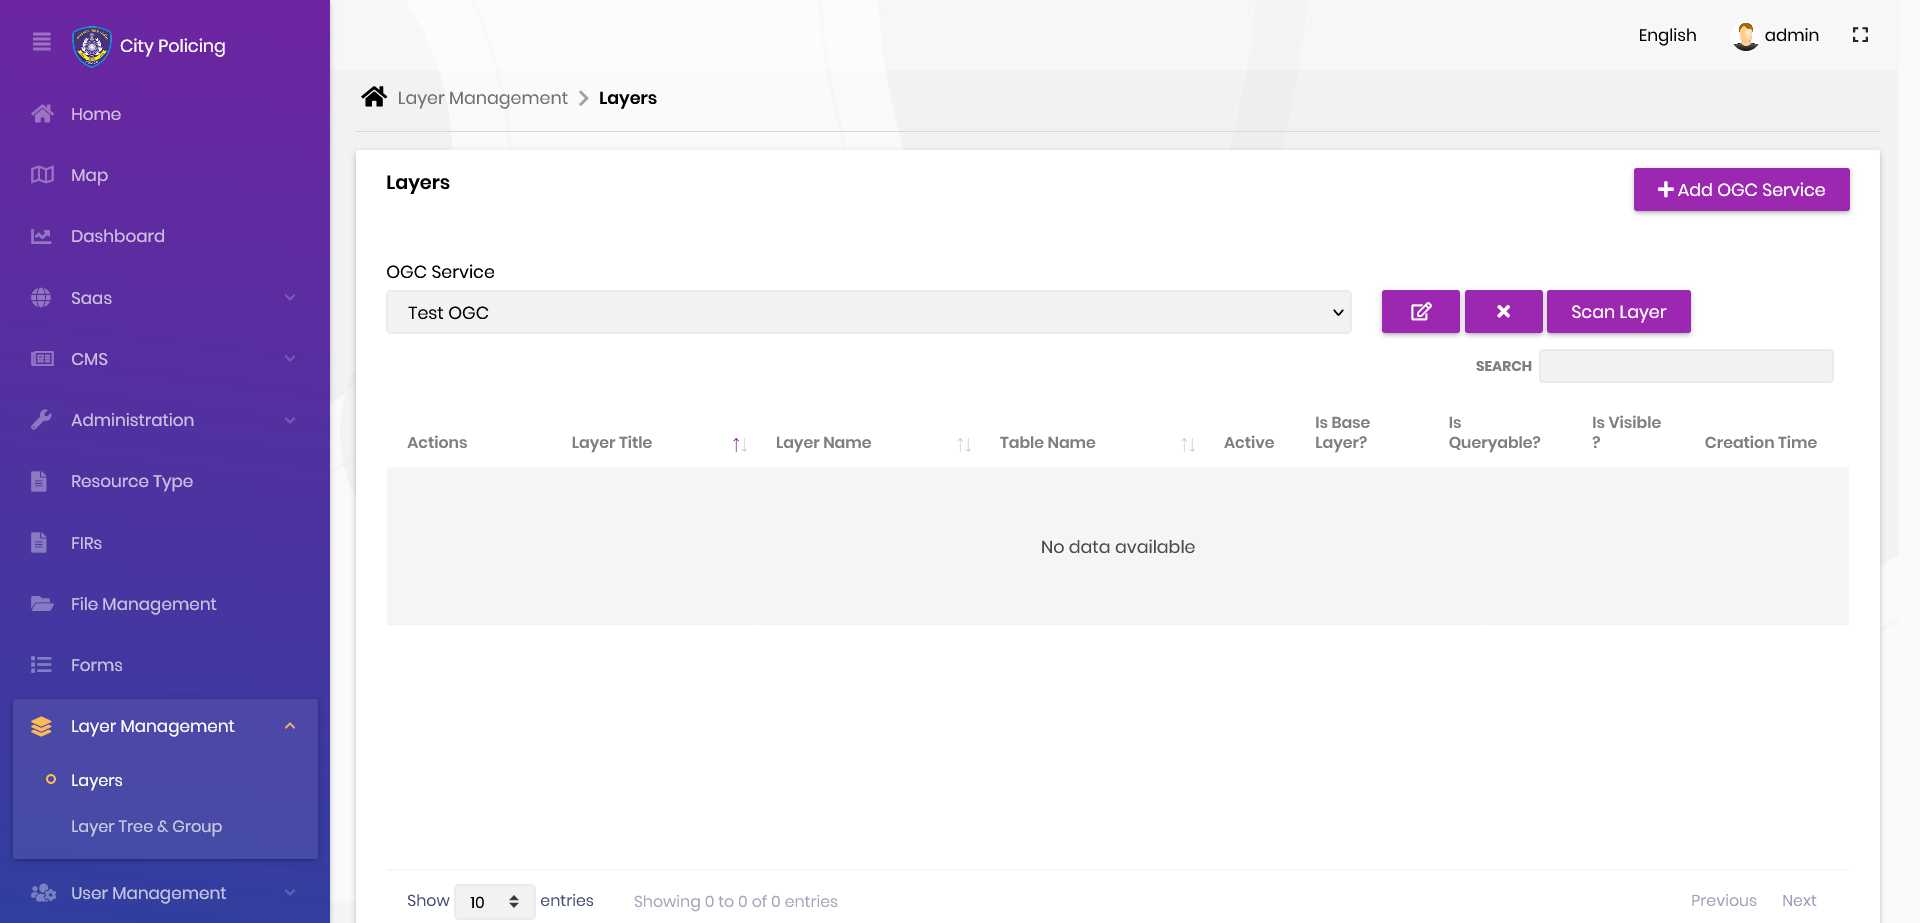 City Policing
English
admin
Home
Map
Dashboard
Saas
CMS
Administration
Resource Type
FIRs
File Management
Forms
Layer Management
Layers
Layer Tree & Group
User Management
Layer Management
Layers
Layers
Add OGC Service
OGC Service
Test OGC
Scan Layer
SEARCH
Actions
Layer Title
Layer Name
Table Name
Active
Is Base
Layer?
Is
Queryable?
Is Visible
?
Creation Time
No data available
Show 10 entries
Showing 0 to 0 of 0 entries
Previous
Next